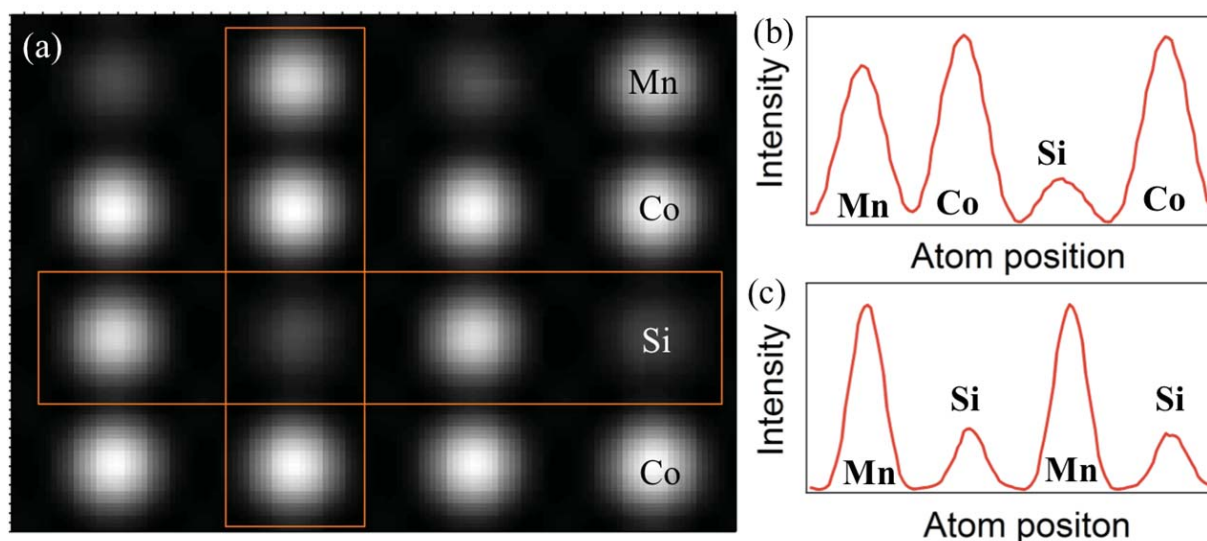 (a)
Mn
Co
Si
Co
(b)
Intensity
Mn
Co
Si
Co
Atom position
(c)
Intensity
Mn
Si
Mn
Si
Atom positon